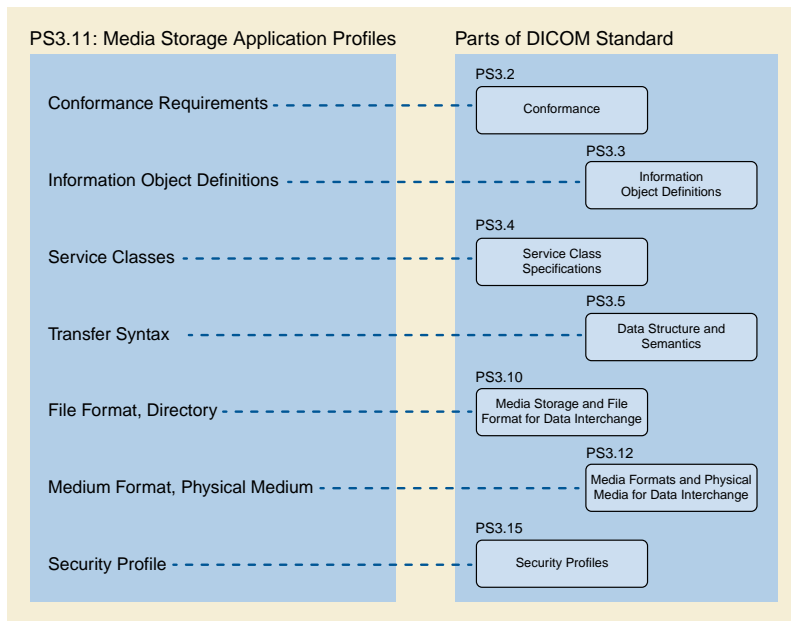 PS3.11: Media Storage Application Profiles
Parts of DICOM Standard
PS3.2
Conformance Requirements
Conformance
PS3.3
Information Object Definitions
Information
Object Definitions
PS3.4
Service Classes
Service Class
Specifications
PS3.5
Transfer Syntax
Data Structure and
Semantics
PS3.10
File Format, Directory
Media Storage and File
Format for Data Interchange
PS3.12
Medium Format, Physical Medium
Media Formats and Physical
Media for Data Interchange
PS3.15
Security Profile
Security Profiles